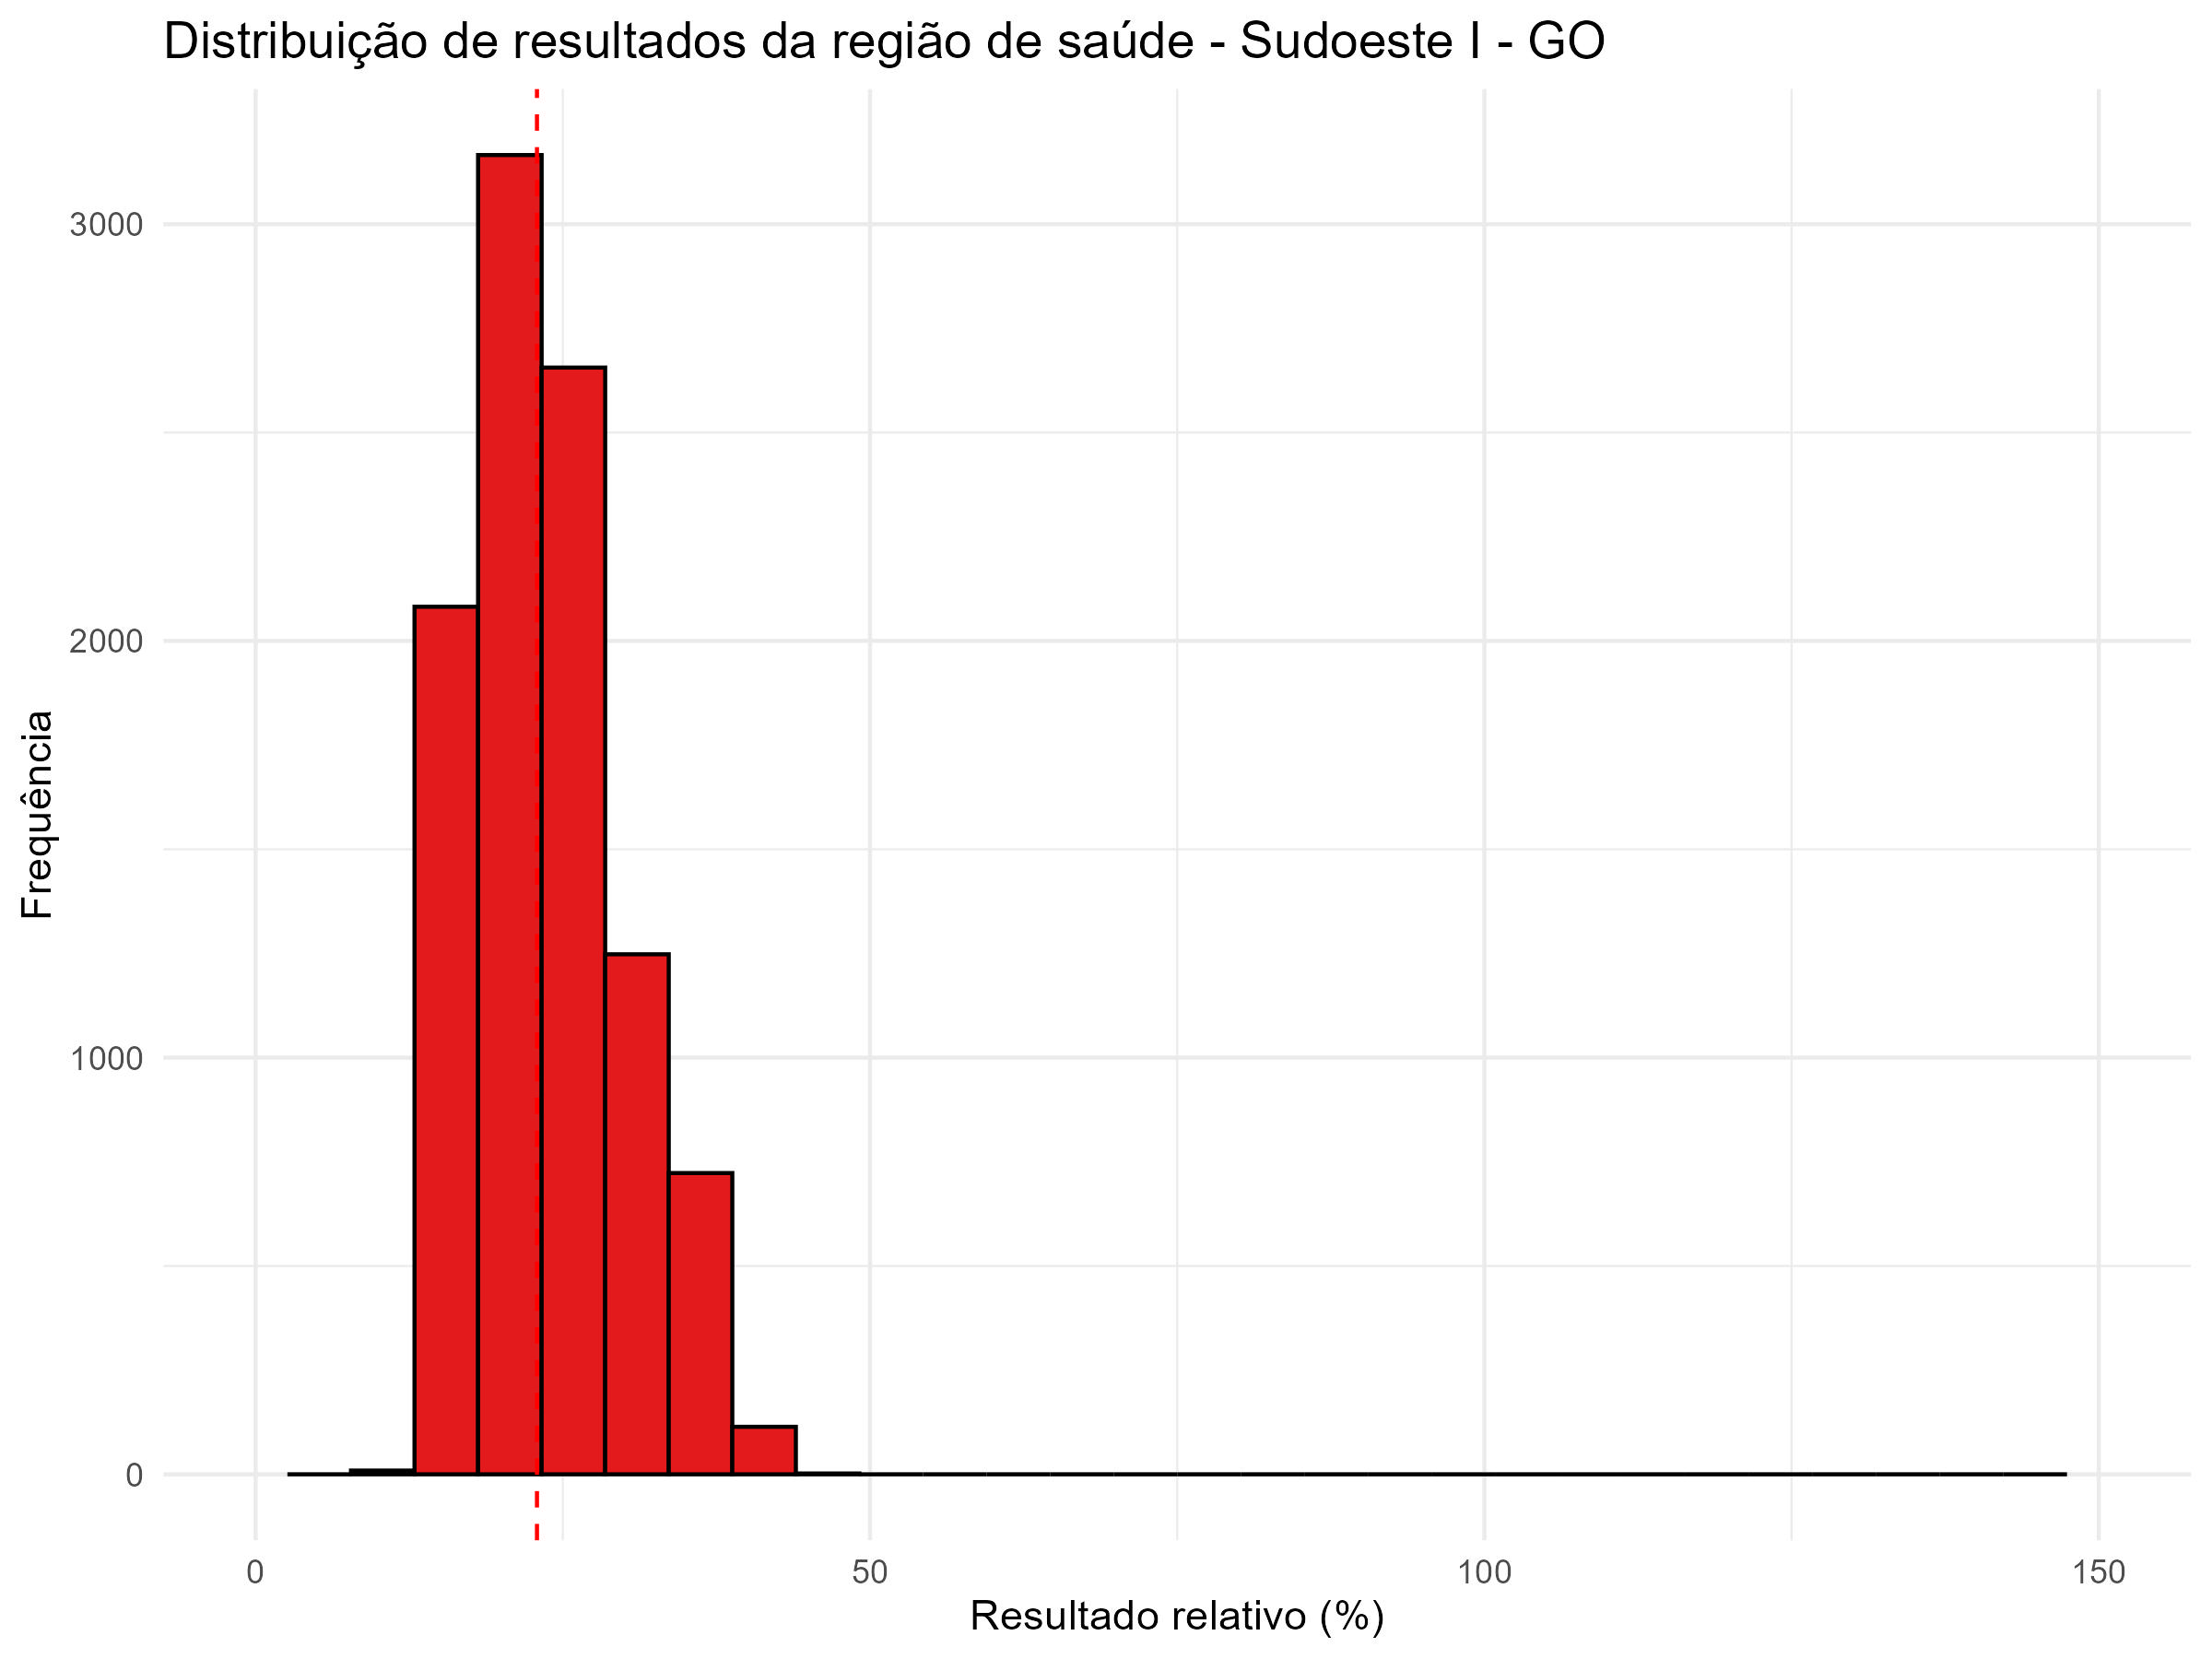 Distribuição de resultados da região de saúde - Sudoeste I - GO
Frequência
3000
2000
1000
0
0 50 100 150
Resultado relativo (%)